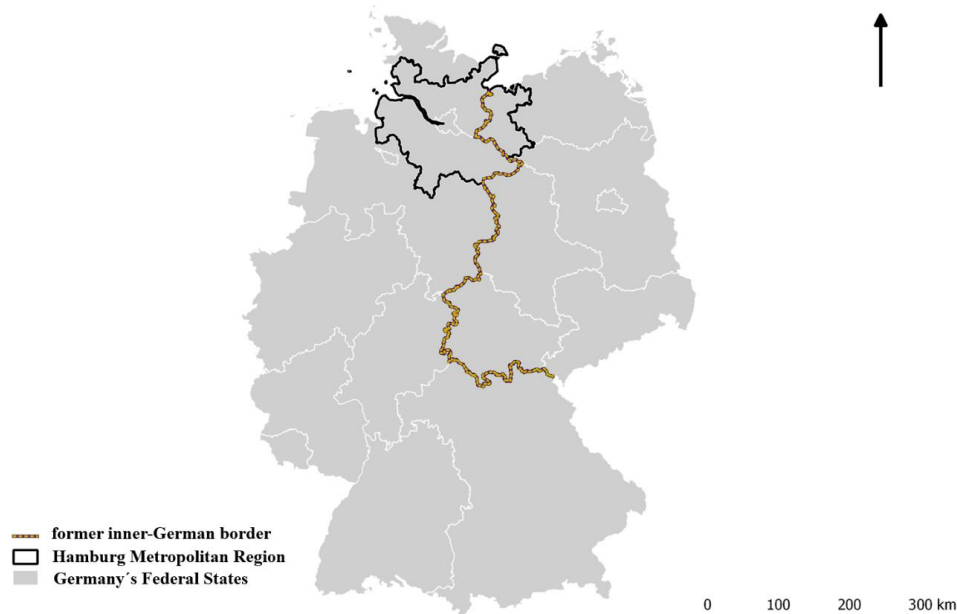 former inner-German border
Hamburg Metropolitan Region
Germany´s Federal States
0 100 200 300 km